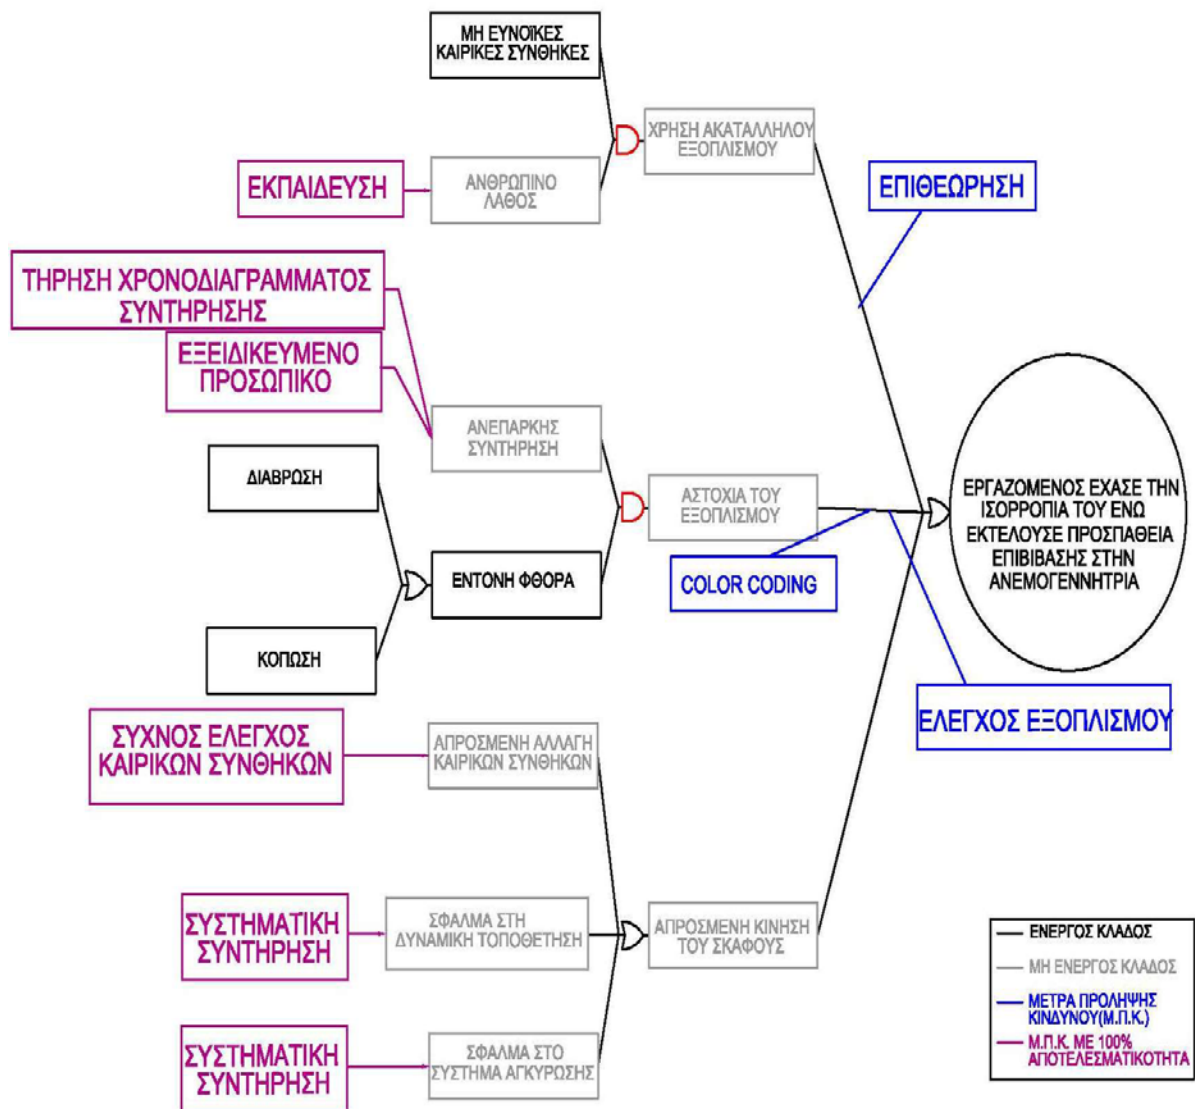 ΜΗ ΕΥΝΟΪΚΕΣ
ΚΑΙΡΙΚΕΣ ΣΥΝΘΗΚΕΣ
ΧΡΗΣΗ ΑΚΑΤΑΛΛΗΛΟΥ
ΕΞΟΠΛΙΣΜΟΥ
ΕΚΠΑΙΔΕΥΣΗ
ΑΝΘΡΩΠΙΝΟ
ΛΑΘΟΣ
ΕΠΙΘΕΩΡΗΣΗ
ΤΗΡΗΣΗ ΧΡΟΝΟΔΙΑΓΡΑΜΜΑΤΟΣ
ΣΥΝΤΗΡΗΣΗΣ
ΕΞΕΙΔΙΚΕΥΜΕΝΟ
ΠΡΟΣΩΠΙΚΟ
ΑΝΕΠΑΡΚΗΣ
ΣΥΝΤΗΡΗΣΗ
ΔΙΑΒΡΩΣΗ
ΑΣΤΟΧΙΑ ΤΟΥ
ΕΞΟΠΛΙΣΜΟΥ
ΕΡΓΑΖΟΜΕΝΟΣ ΕΧΑΣΕ ΤΗΝ
ΙΣΟΡΡΟΠΙΑ ΤΟΥ ΕΝΩ
ΕΚΤΕΛΟΥΣΕ ΠΡΟΣΠΑΘΕΙΑ
ΕΠΙΒΙΒΑΣΗΣ ΣΤΗΝ
ΑΝΕΜΟΓΕΝΝΗΤΡΙΑ
ΕΝΤΟΝΗ ΦΘΟΡΑ
COLOR CODING
ΚΟΠΩΣΗ
ΕΛΕΓΧΟΣ ΕΞΟΠΛΙΣΜΟΥ
ΣΥΧΝΟΣ ΕΛΕΓΧΟΣ
ΚΑΙΡΙΚΩΝ ΣΥΝΘΗΚΩΝ
ΑΠΡΟΣΜΕΝΗ ΑΛΛΑΓΗ
ΚΑΙΡΙΚΩΝ ΣΥΝΘΗΚΩΝ
ΣΥΣΤΗΜΑΤΙΚΗ
ΣΥΝΤΗΡΗΣΗ
ΣΦΑΛΜΑ ΣΤΗ
ΔΥΝΑΜΙΚΗ ΤΟΠΟΘΕΤΗΣΗ
ΑΠΡΟΣΜΕΝΗ ΚΙΝΗΣΗ
ΤΟΥ ΣΚΑΦΟΥΣ
ΣΥΣΤΗΜΑΤΙΚΗ
ΣΥΝΤΗΡΗΣΗ
ΣΦΑΛΜΑ ΣΤΟ
ΣΥΣΤΗΜΑ ΑΓΚΥΡΩΣΗΣ
ΕΝΕΡΓΟΣ ΚΛΑΔΟΣ
ΜΗ ΕΝΕΡΓΟΣ ΚΛΑΔΟΣ
ΜΕΤΡΑ ΠΡΟΛΗΨΗΣ
ΚΙΝΔΥΝΟΥ(Μ.Π.Κ.)
Μ.Π.Κ. ΜΕ 100%
ΑΠΟΤΕΛΕΣΜΑΤΙΚΟΤΗΤΑ